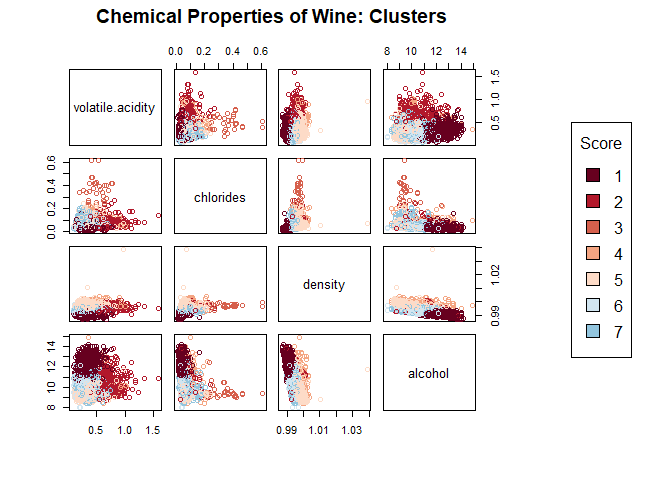 Chemical Properties of Wine: Clusters
0.0 0.2 0.4 0.6
8 10 12 14
volatile.acidity
0.5 1.0 1.5
0.0 0.2 0.4 0.6
chlorides
density
0.99 1.02
8 10 12 14
alcohol
0.5 1.0 1.5
0.99 1.01 1.03
Score
1
2
3
4
5
6
7